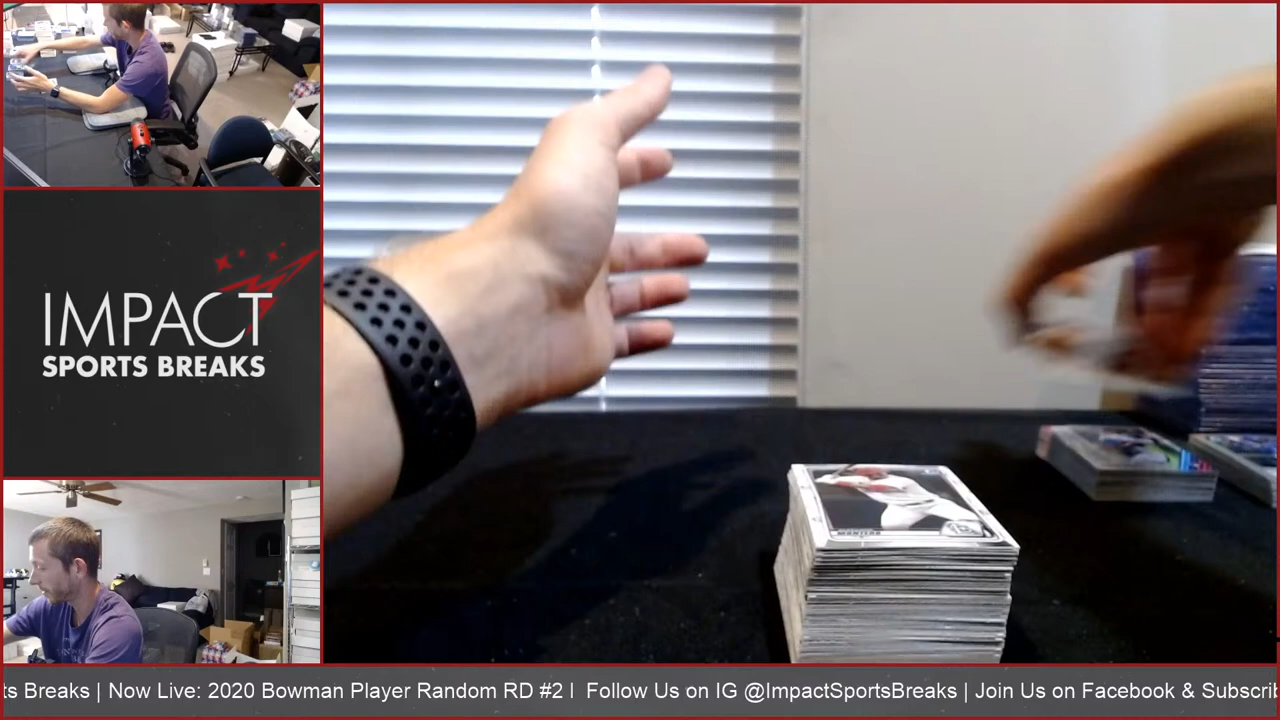 IMPACT
SPORTS BREAKS
ts Breaks | Now Live: 2020 Bowman Player Random RD #2 | Follow Us on IG @ImpactSportsBreaks | Join Us on Facebook & Subscrib